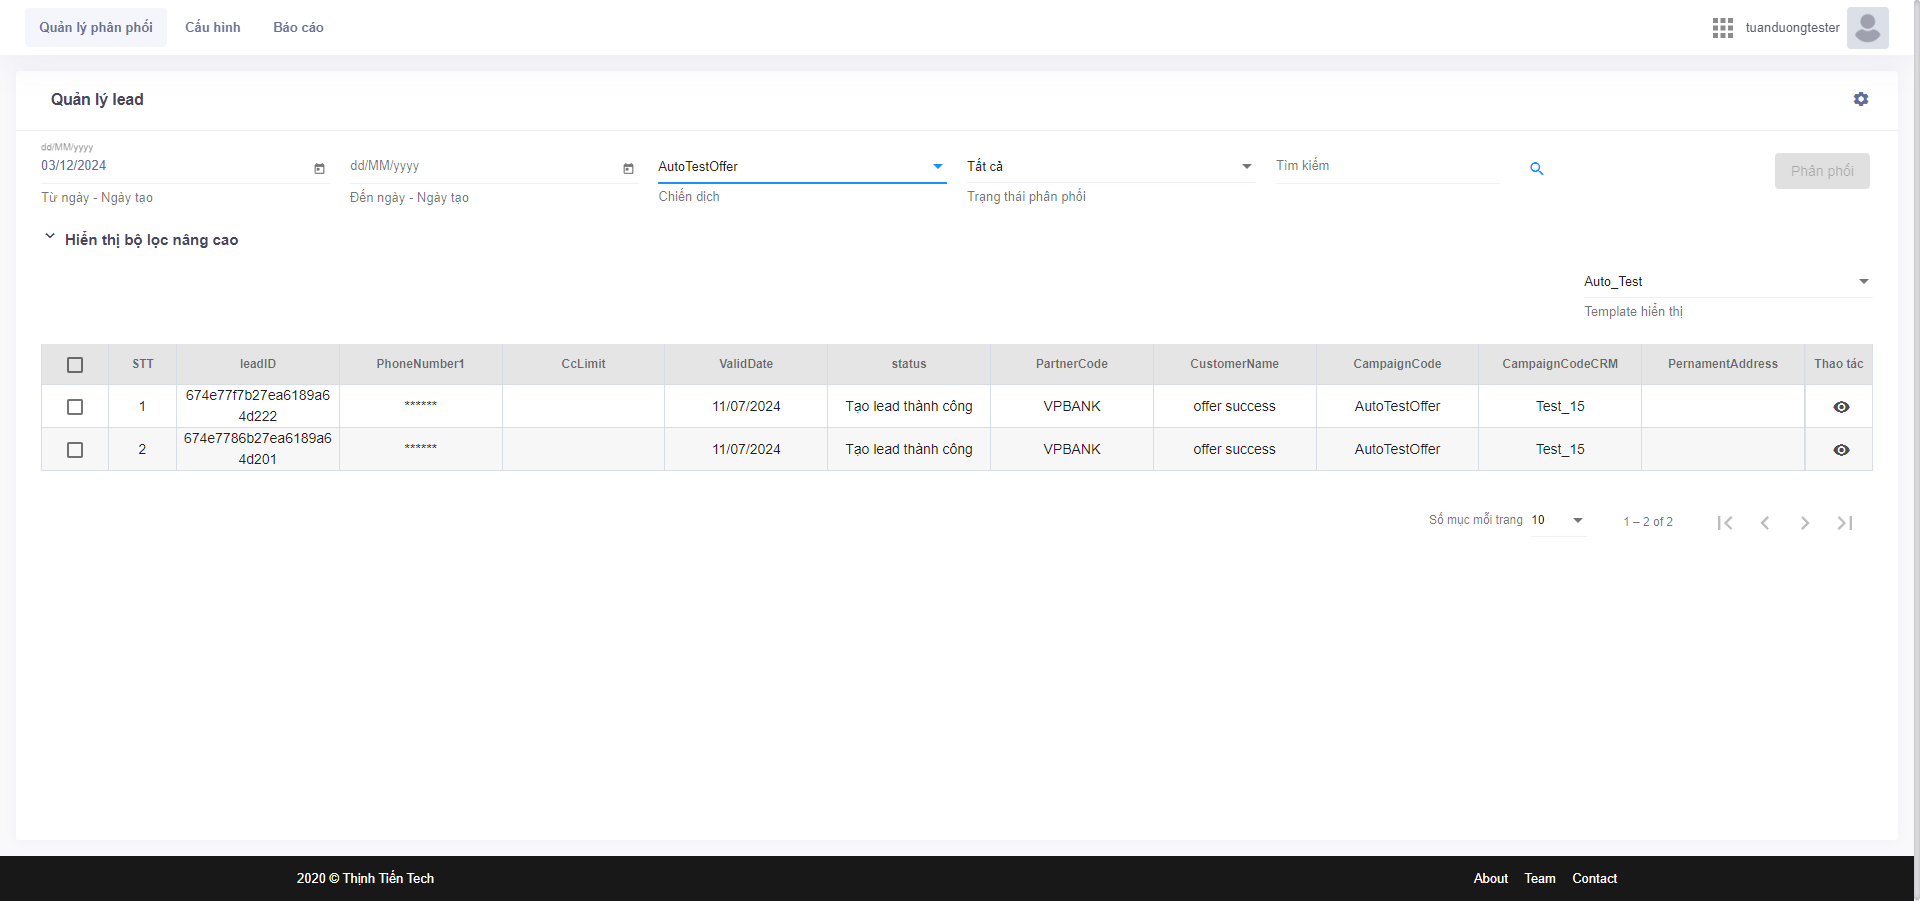 Quản lý phân phối Cấu hình Báo cáo tuanduongtester
Quản lý lead
dd/MM/yyyy
03/12/2024 dd/MM/yyyy AutoTestOffer Tất cả Tìm kiếm Phân phối
Từ ngày - Ngày tạo Đến ngày - Ngày tạo Chiến dịch Trạng thái phân phối
Hiển thị bộ lọc nâng cao
Auto_Test
Template hiển thị
STT leadID PhoneNumber1 CcLimit ValidDate status PartnerCode CustomerName CampaignCode CampaignCodeCRM PernamentAddress Thao tác
1 674e77f7b27ea6189a6 ****** 11/07/2024 Tạo lead thành công VPBANK offer success AutoTestOffer Test_15
4d222
2 674e7786b27ea6189a6 ****** 11/07/2024 Tạo lead thành công VPBANK offer success AutoTestOffer Test_15
4d201
Số mục mỗi trang 10 1 – 2 of 2
2020 © Thịnh Tiến Tech About Team Contact